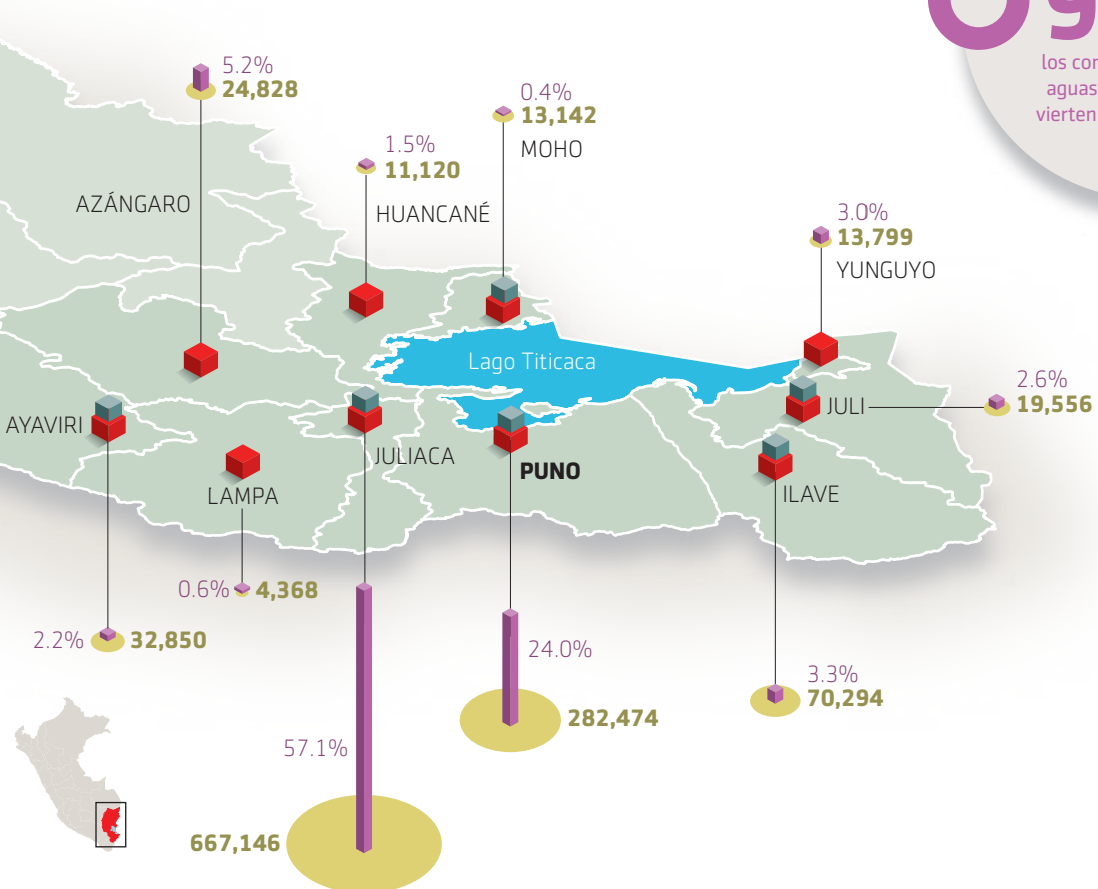 los
aguas
vierten
5.2%
24,828
AZÁNGARO
0.4%
13,142
MOHO
1.5%
11,120
HUANCANÉ
3.0%
13,799
YUNGUYO
Lago Titicaca
2.6%
19,556
JULI
AYAVIRI
JULIACA
PUNO
LAMPA
ILAVE
0.6%
4,368
2.2%
32,850
24.0%
282,474
3.3%
70,294
57.1%
667,146